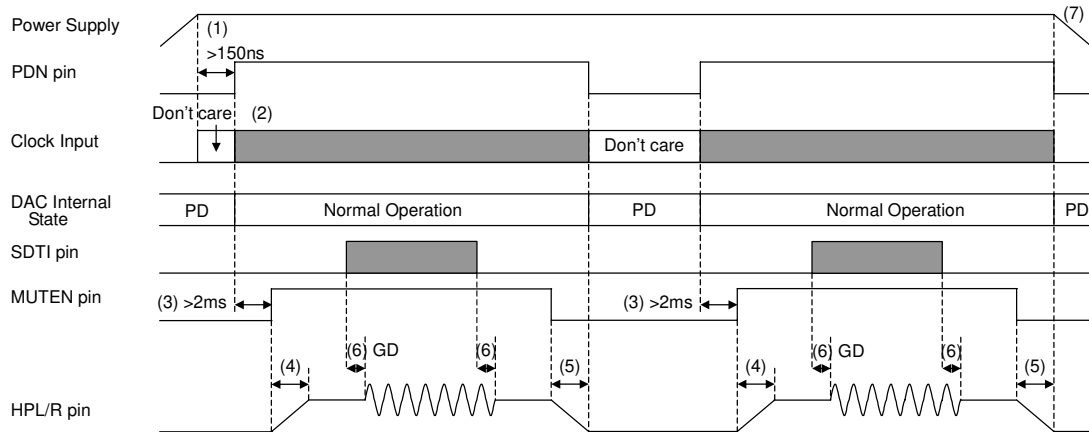 Power Supply
(1)
(7)
>150ns
PDN pin
Don't care
(2)
Clock Input
Don't care
DAC Internal
State
PD
Normal Operation
PD
Normal Operation
PD
SDTI pin
MUTEN pin
(3) >2ms
(3) >2ms
(4)
(6) GD
(6)
(5)
(4)
(6) GD
(6)
(5)
HPL/R pin